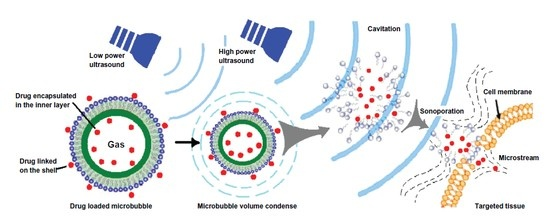 Low power
ultrasound
High power
ultrasound
Cavitation
Drug encapsulated
in the inner layer
Gas
Drug linked
on the shell
Drug loaded microbubble
Microbubble volume condense
Sonoporation
Cell membrane
Microstream
Targeted tissue